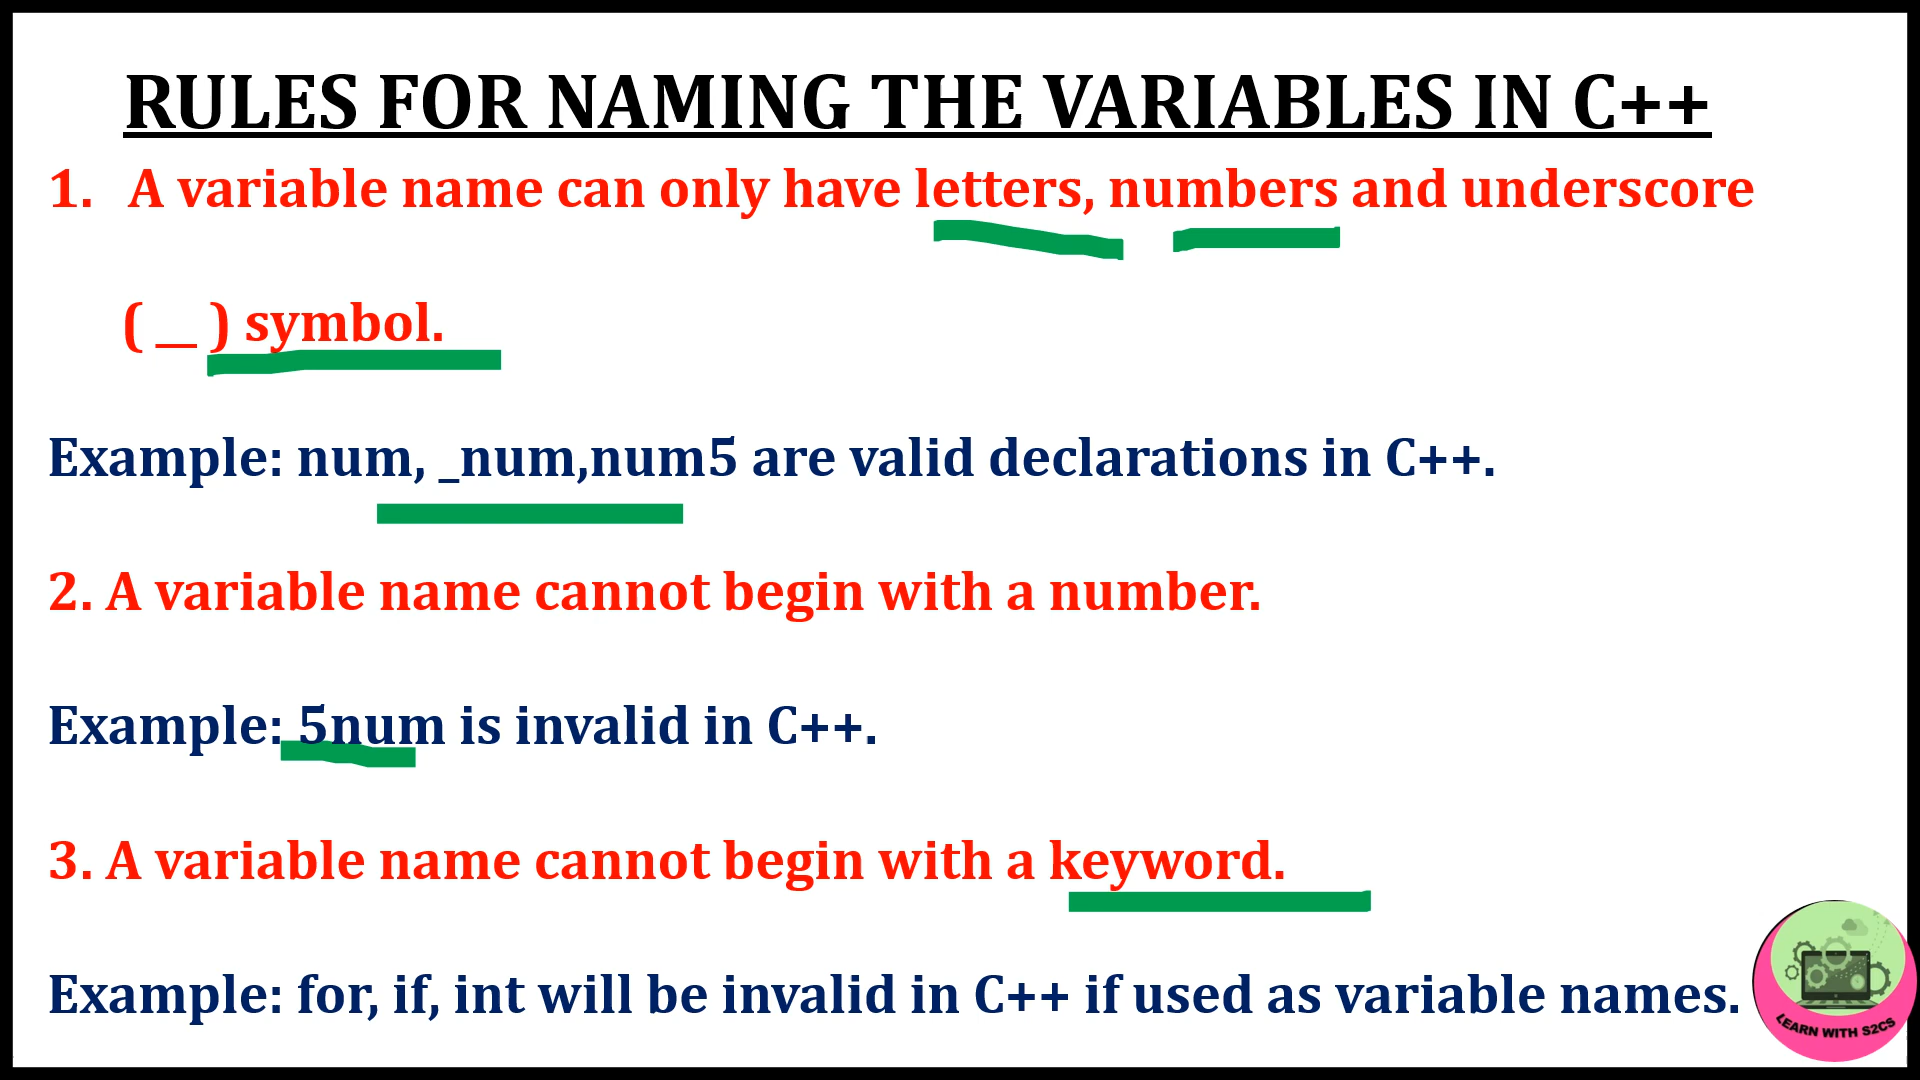 RULES FOR NAMING THE VARIABLES IN C++
1. A variable name can only have letters, numbers and underscore
( _ ) symbol.
Example: num, _num,num5 are valid declarations in C++.
2. A variable name cannot begin with a number.
Example: 5num is invalid in C++.
3. A variable name cannot begin with a keyword.
Example: for, if, int will be invalid in C++ if used as variable names.
LEARN WITH S2CS